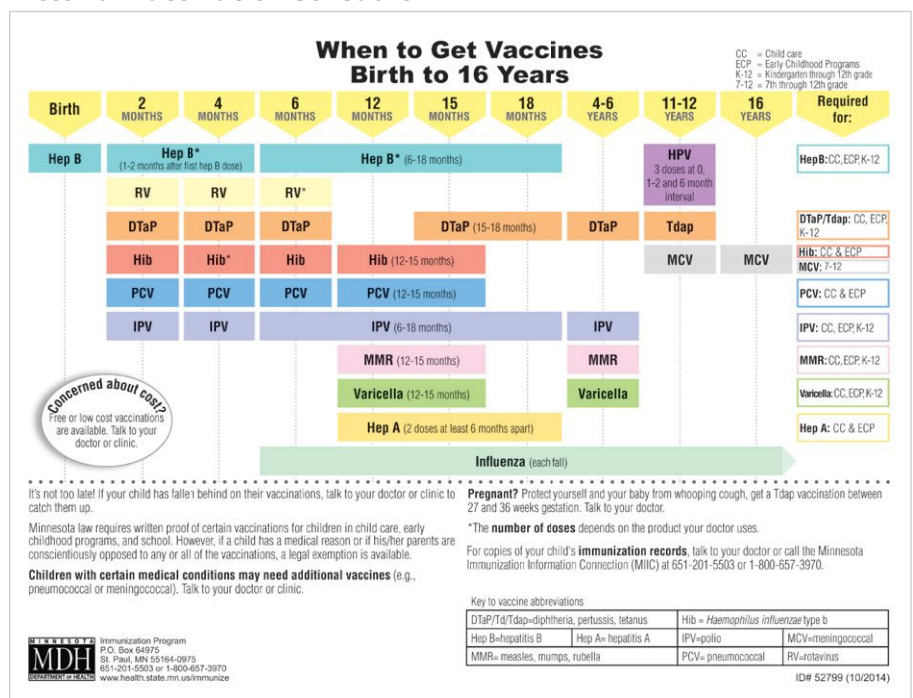 When to Get Vaccines
Birth to 16 Years
CC = Child care
ECP = Early Childhood Programs
K-12 = Kindergarten through 12th grade
7-12 = 7th through 12th grade
Birth
2 MONTHS
4 MONTHS
6 MONTHS
12 MONTHS
15 MONTHS
18 MONTHS
4-6 YEARS
11-12 YEARS
16 YEARS
Required for:
Hep B
Hep B*
(1-2 months after first hep B dose)
Hep B* (6-18 months)
HPV
3 doses at 0,
1-2 and 6 month
interval
HepB: CC, ECP, K-12
RV
RV
RV*
DTaP
DTaP
DTaP
DTaP (15-18 months)
DTaP
Tdap
DTaP/Tdap: CC, ECP,
K-12
Hib
Hib*
Hib
Hib (12-15 months)
MCV
MCV
Hib: CC & ECP
MCV: 7-12
PCV
PCV
PCV
PCV (12-15 months)
PCV: CC & ECP
IPV
IPV
IPV (6-18 months)
IPV
IPV: CC, ECP, K-12
MMR (12-15 months)
MMR
MMR: CC, ECP, K-12
Varicella (12-15 months)
Varicella
Varicella: CC, ECP, K-12
Hep A (2 doses at least 6 months apart)
Hep A: CC & ECP
Influenza (each fall)
Concerned about cost?
Free or low cost vaccinations
are available. Talk to your
doctor or clinic.
It's not too late! If your child has fallen behind on their vaccinations, talk to your doctor or clinic to
catch them up.
Minnesota law requires written proof of certain vaccinations for children in child care, early
childhood programs, and school. However, if a child has a medical reason or if his/her parents are
conscientiously opposed to any or all of the vaccinations, a legal exemption is available.
Children with certain medical conditions may need additional vaccines (e.g.,
pneumococcal or meningococcal). Talk to your doctor or clinic.
Pregnant? Protect yourself and your baby from whooping cough, get a Tdap vaccination between
27 and 36 weeks gestation. Talk to your doctor.
*The number of doses depends on the product your doctor uses.
For copies of your child's immunization records, talk to your doctor or call the Minnesota
Immunization Information Connection (MIIC) at 651-201-5503 or 1-800-657-3970.
Key to vaccine abbreviations
DTaP/Td/Tdap=diphtheria, pertussis, tetanus
Hib = Haemophilus influenzae type b
Hep B=hepatitis B
Hep A= hepatitis A
IPV=polio
MCV=meningococcal
MMR= measles, mumps, rubella
PCV= pneumococcal
RV=rotavirus
MINNESOTA
MDH
DEPARTMENT OF HEALTH
Immunization Program
P.O. Box 64975
St. Paul, MN 55164-0975
651-201-5503 or 1-800-657-3970
www.health.state.mn.us/immunize
ID# 52799 (10/2014)